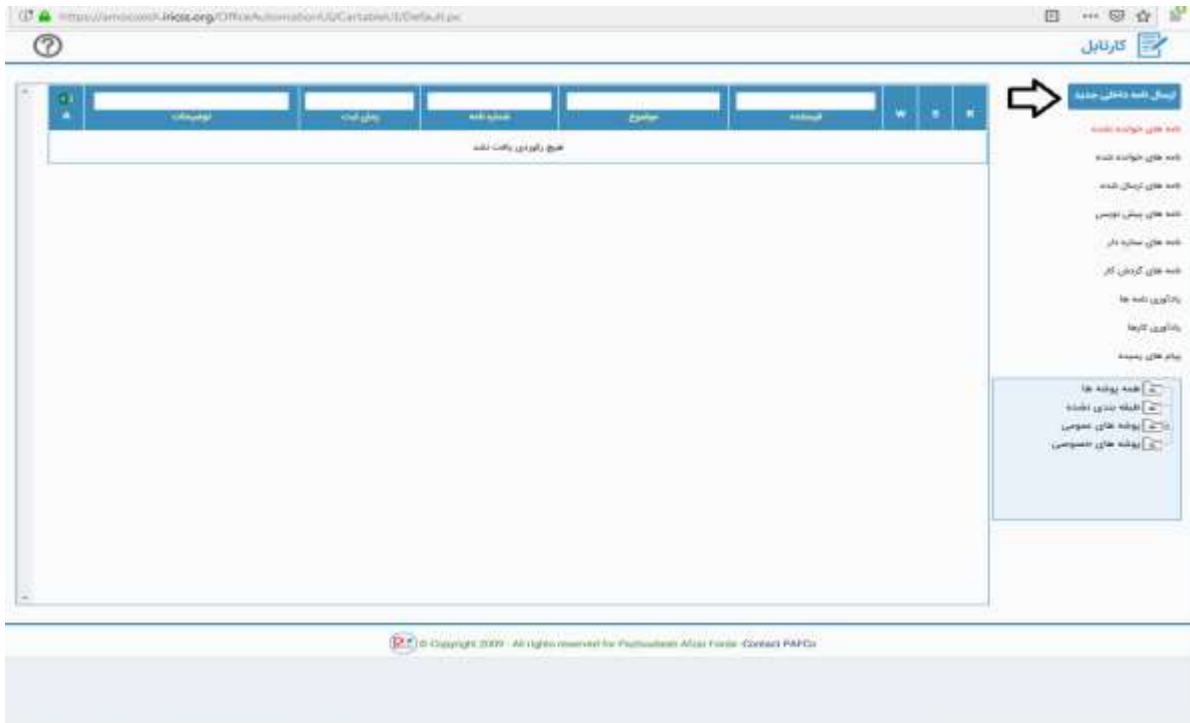 کارتابل
ارسال نامه داخلی جدید
نامه های خوانده نشده
نامه های خوانده شده
نامه های ارسال شده
نامه های پیش نویس
نامه های ستاره دار
نامه های گردش کار
یادآوری نامه ها
یادآوری کارها
پیام های رسیده
همه پوشه ها
طبقه بندی نشده
پوشه های عمومی
پوشه های خصوصی
فرستنده
موضوع
شماره نامه
زمان ثبت
توضیحات
هیچ رکوردی یافت نشد
© Copyright 2009 - All rights reserved for Contact PAFCo